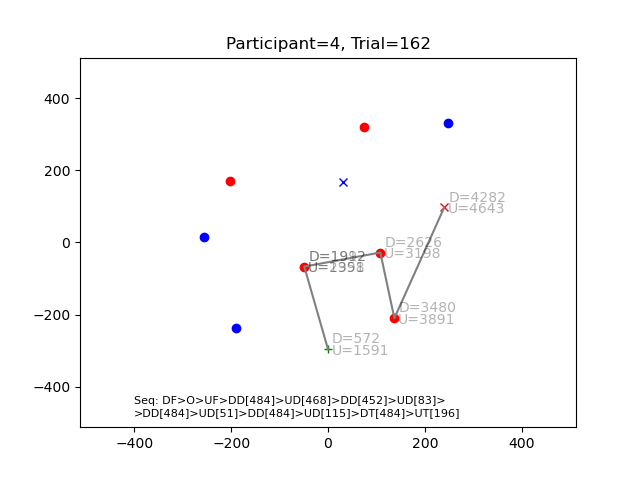 Participant=4, Trial=162
400
200
0
−200
−400
D=4282
U=4643
D=2626
U=3198
D=3480
U=3891
D=572
U=1591
Seq: DF>O>UF>DD[484]>UD[468]>DD[452]>UD[83]>
>DD[484]>UD[51]>DD[484]>UD[115]>DT[484]>UT[196]
−400 −200 0 200 400